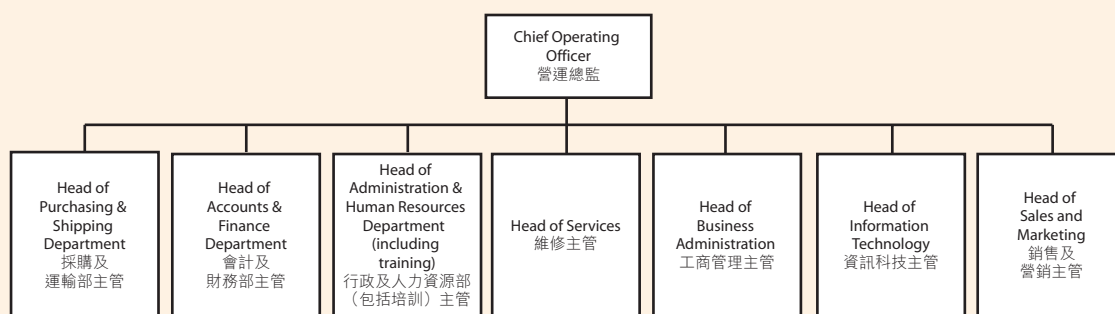 Chief Operating
Officer
營運總監
Head of
Purchasing &
Shipping
Department
採購及
運輸部主管
Head of
Accounts &
Finance
Department
會計及
財務部主管
Head of
Administration &
Human Resources
Department
(including
training)
行政及人力資源部
（包括培訓）主管
Head of Services
維修主管
Head of
Business
Administration
工商管理主管
Head of
Information
Technology
資訊科技主管
Head of
Sales and
Marketing
銷售及
營銷主管